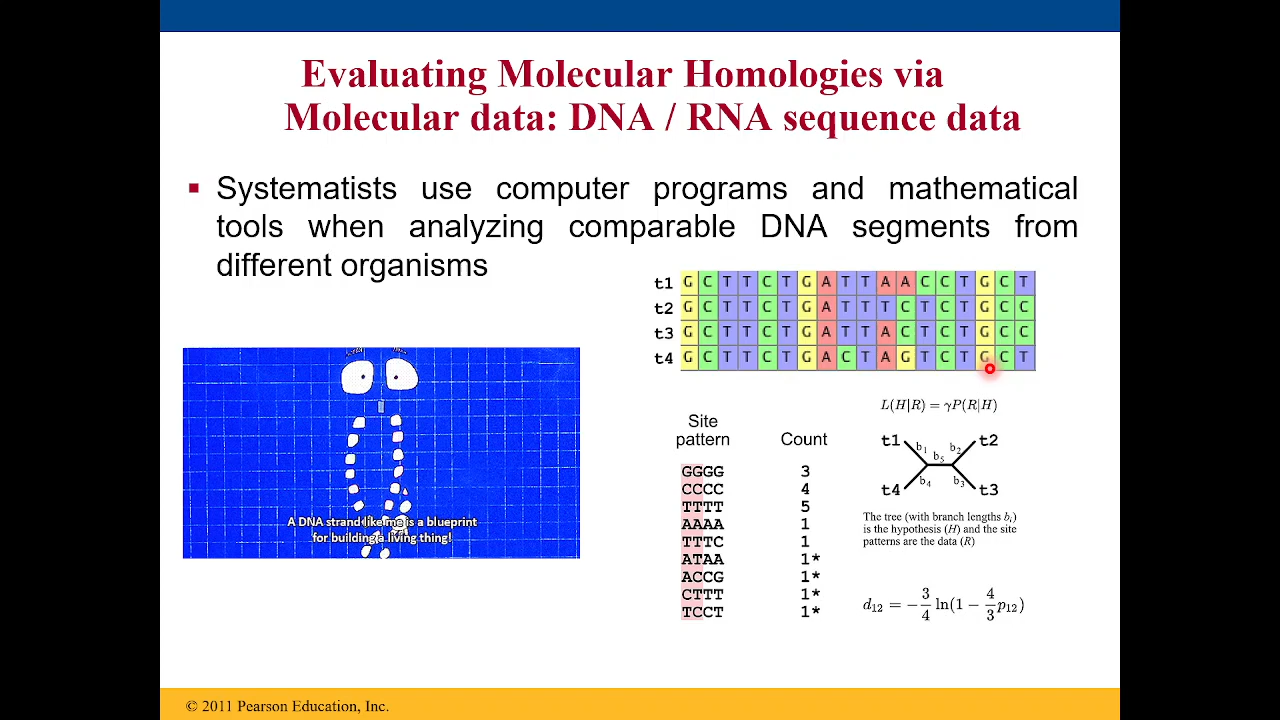 Evaluating Molecular Homologies via
Molecular data: DNA / RNA sequence data
▪ Systematists use computer programs and mathematical
tools when analyzing comparable DNA segments from
different organisms
t1 G C T T C T G A T T A A C C T G C T
t2 G C T T C T G A T T T C T C T G C C
t3 G C T T C T G A T T A C T C T G C C
t4 G C T T C T G A C T A G T C T G C T
A DNA strand like me is a blueprint
for building a living thing!
Site pattern Count
GGGG 3
CCCC 4
TTTT 5
AAAA 1
TTTC 1
ATAA 1*
ACCG 1*
CTTT 1*
TCCT 1*
L(H|R) = γP(R|H)
t1 b1 b2 t2
b5
t4 b4 b3 t3
The tree (with branch lengths bi)
is the hypothesis (H) and the site
patterns are the data (R)
d12 = −3/4 ln(1 − 4/3 p12)
© 2011 Pearson Education, Inc.